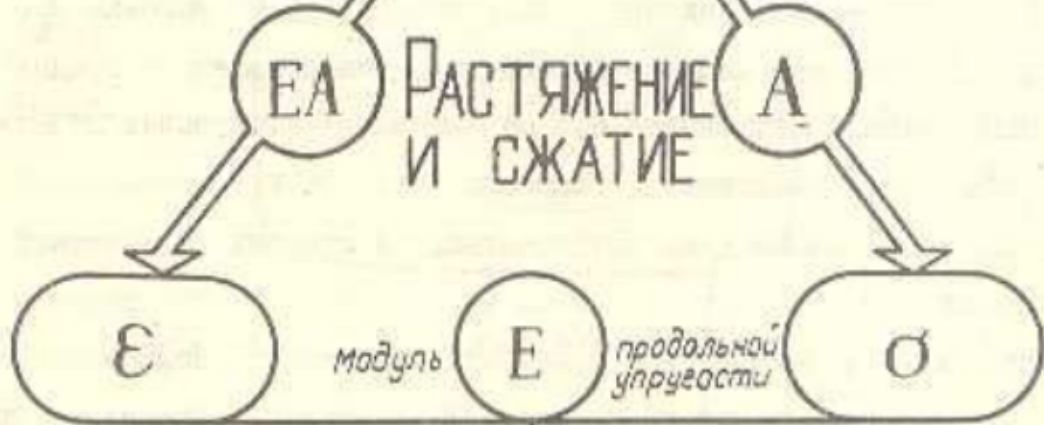 EA РАСТЯЖЕНИЕ A
И СЖАТИЕ
ε модуль E продольной σ
упругости